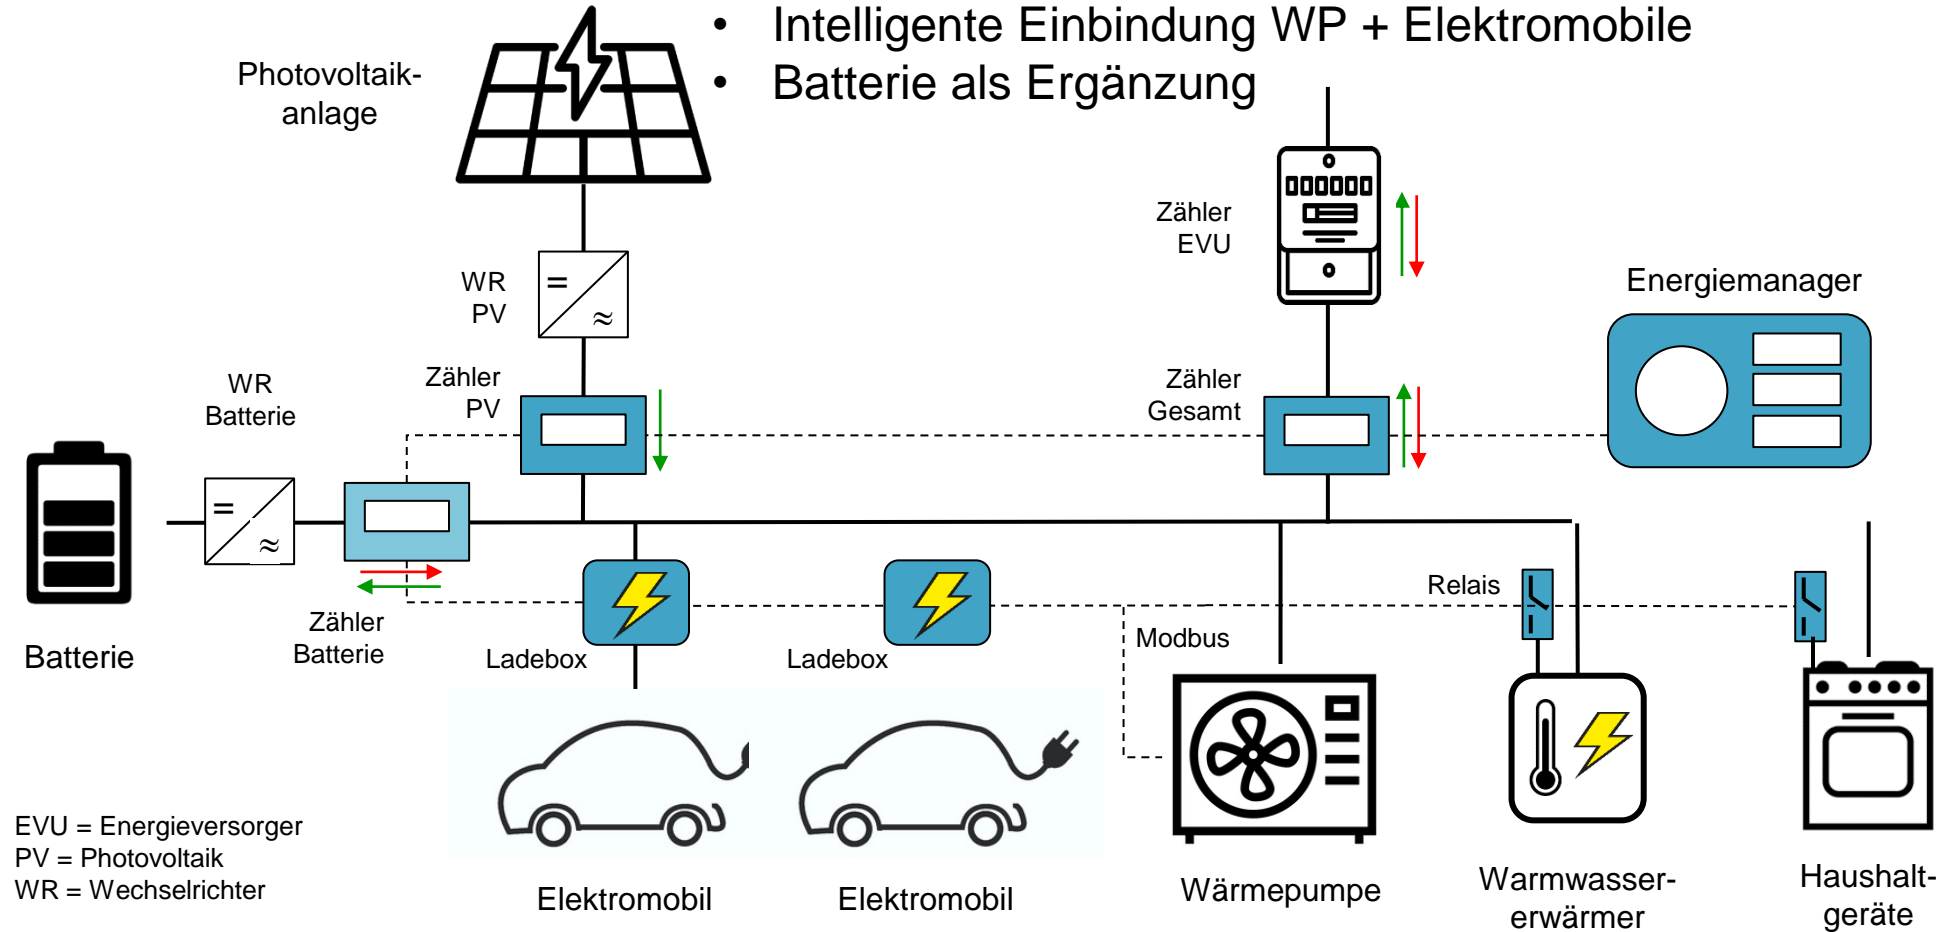 • Intelligente Einbindung WP + Elektromobile
• Batterie als Ergänzung
Photovoltaik-
anlage
Zähler
EVU
WR
PV
=
≈
Energiemanager
Zähler
PV
Zähler
Gesamt
WR
Batterie
=
≈
Relais
Zähler
Batterie
Ladebox
Ladebox
Modbus
Batterie
EVU = Energieversorger
PV = Photovoltaik
WR = Wechselrichter
Elektromobil
Elektromobil
Wärmepumpe
Warmwasser-
erwärmer
Haushalt-
geräte